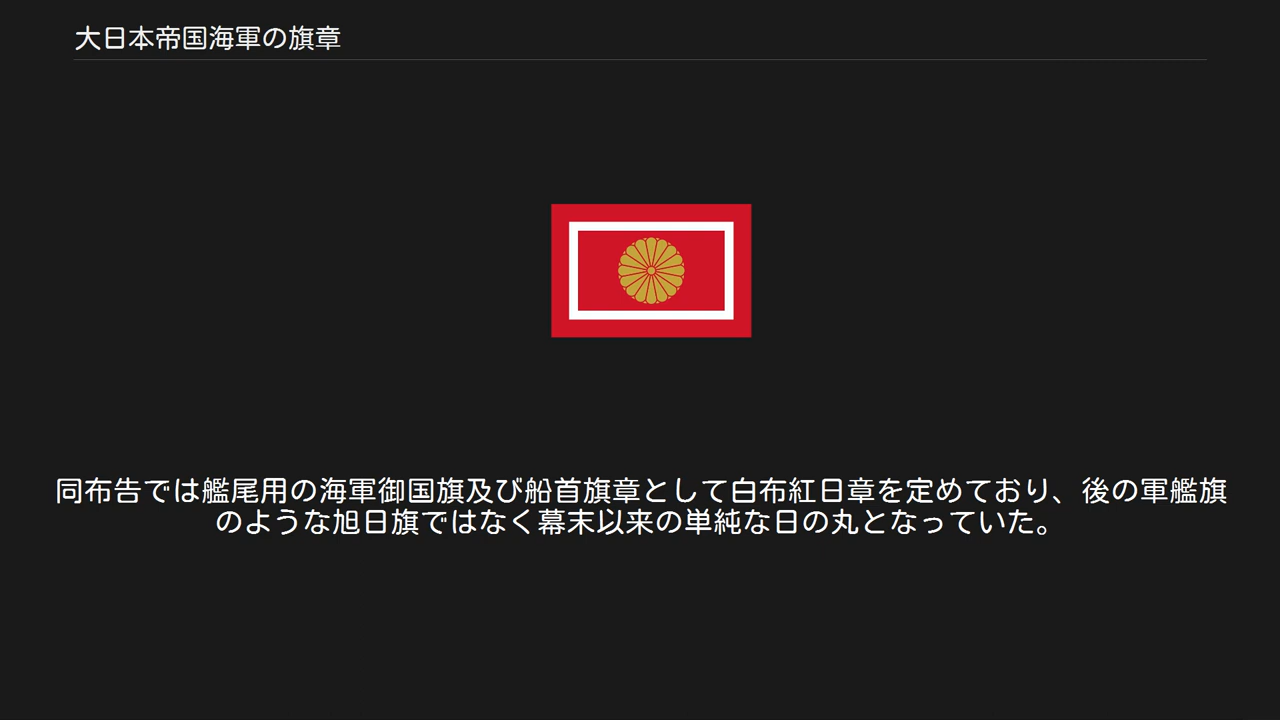 大日本帝国海軍の旗章
同布告では艦尾用の海軍御国旗及び船首旗章として白布紅日章を定めており、後の軍艦旗
のような旭日旗ではなく幕末以来の単純な日の丸となっていた。